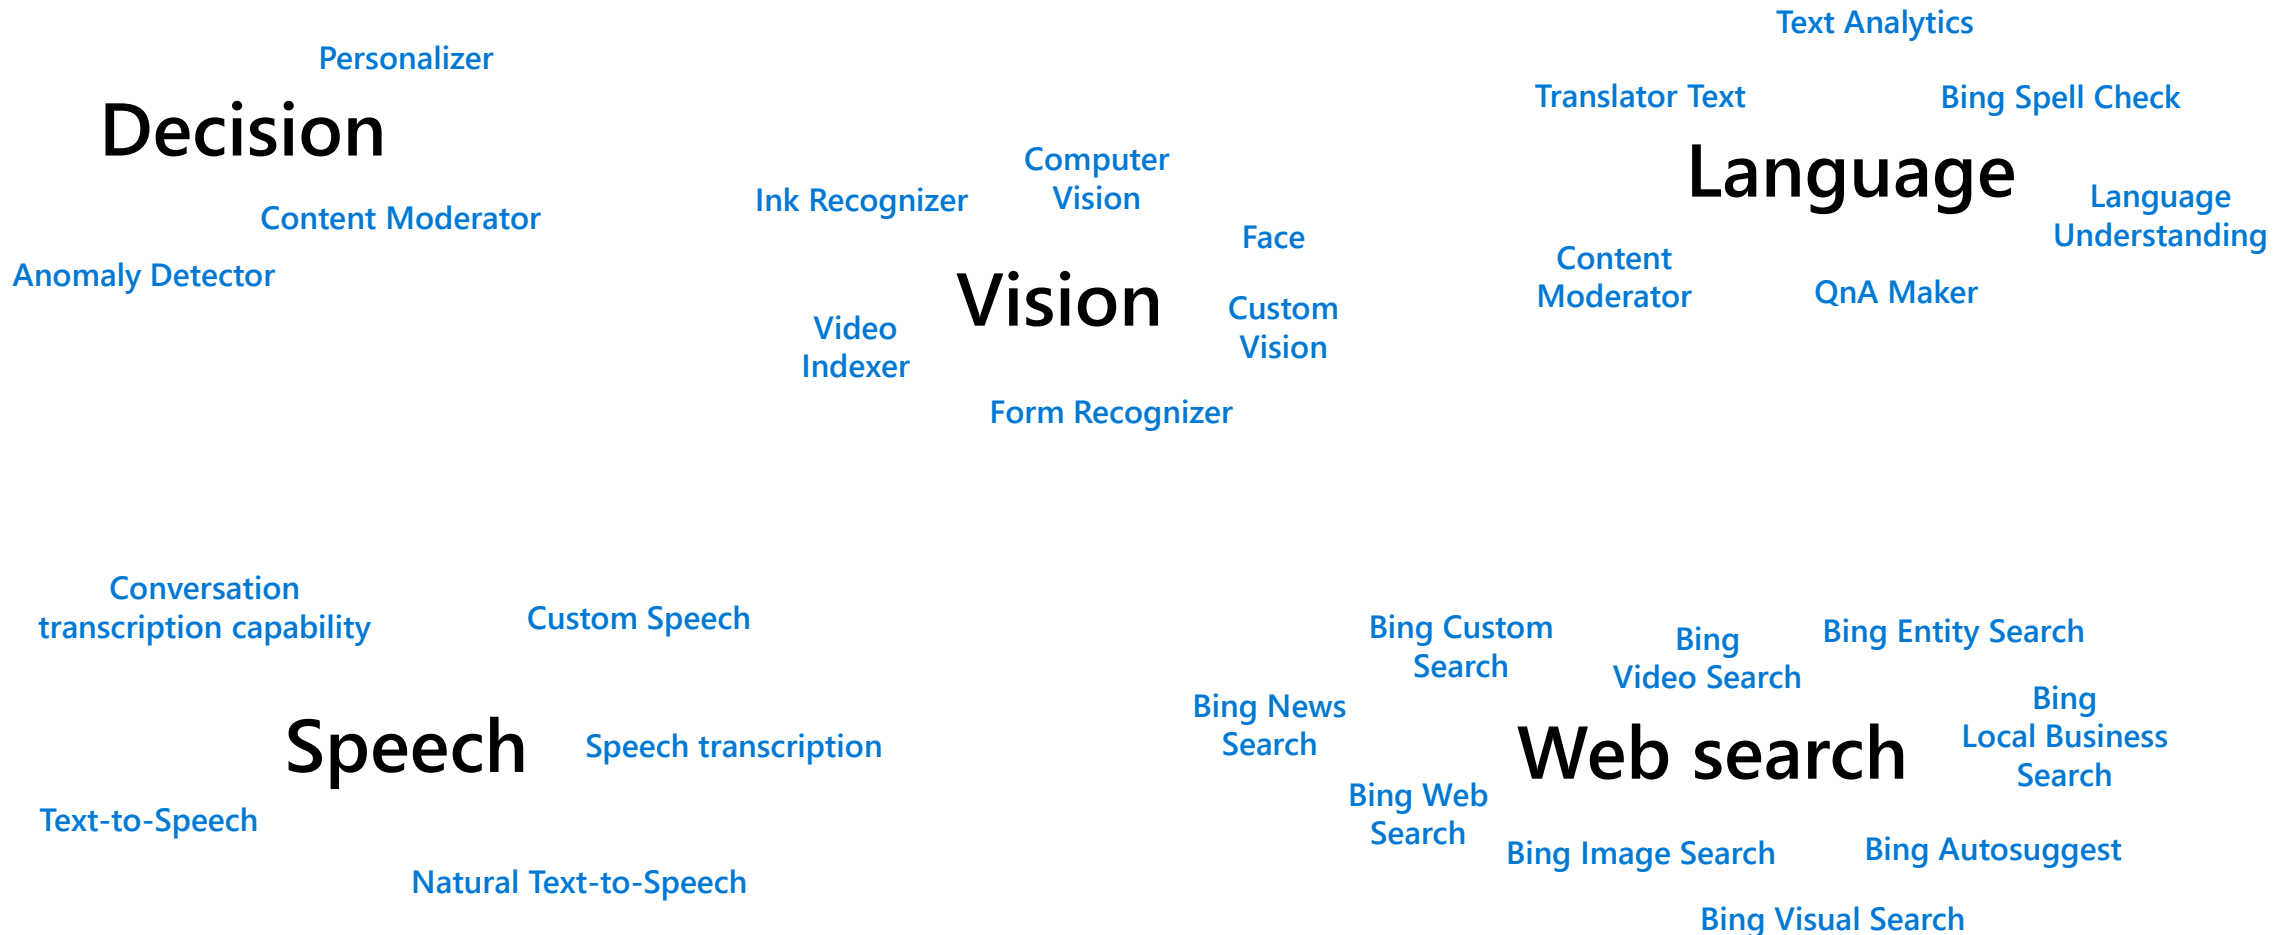 Personalizer
Decision
Content Moderator
Anomaly Detector
Computer
Vision
Ink Recognizer
Face
Vision
Custom
Vision
Video
Indexer
Form Recognizer
Text Analytics
Translator Text
Bing Spell Check
Language
Language
Understanding
Content
Moderator
QnA Maker
Conversation
transcription capability
Custom Speech
Speech
Speech transcription
Text-to-Speech
Natural Text-to-Speech
Bing Custom
Search
Bing
Video Search
Bing Entity Search
Bing News
Search
Web search
Bing
Local Business
Search
Bing Web
Search
Bing Image Search
Bing Autosuggest
Bing Visual Search